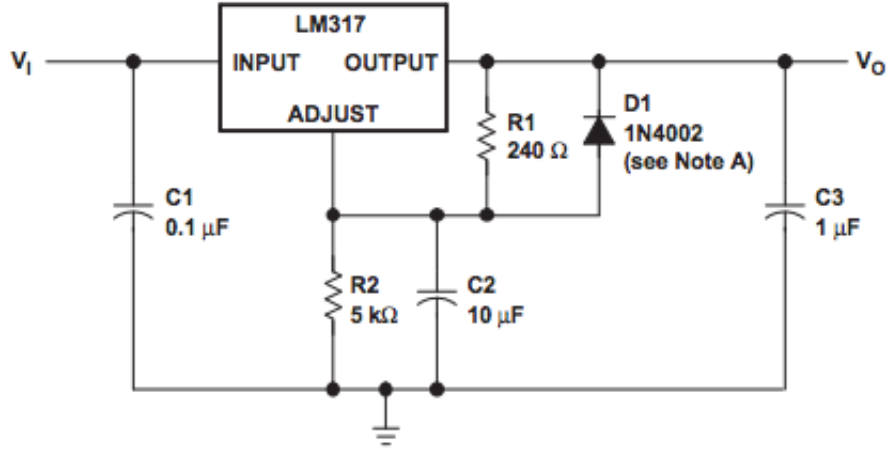 LM317
V_I
INPUT
OUTPUT
V_O
ADJUST
R1
240 Ω
D1
1N4002
(see Note A)
C1
0.1 μF
C3
1 μF
R2
5 kΩ
C2
10 μF